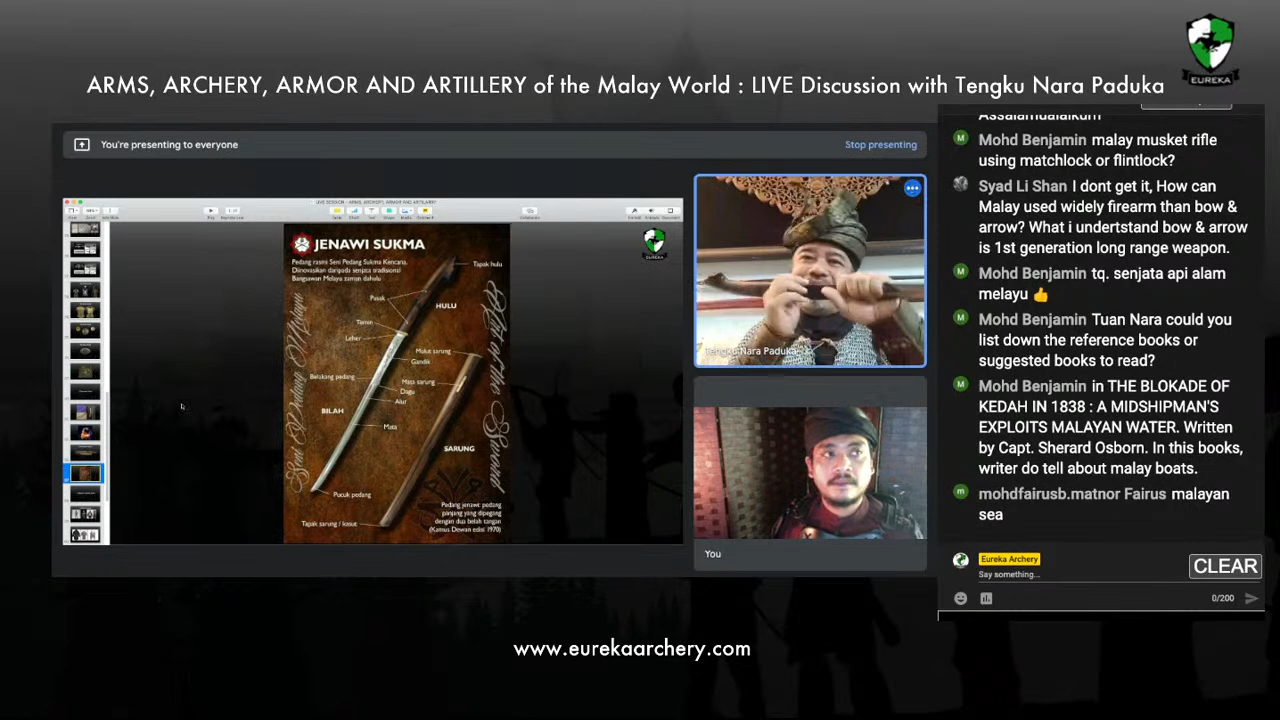 EUREKA
ARMS, ARCHERY, ARMOR AND ARTILLERY of the Malay World : LIVE Discussion with Tengku Nara Paduka
You're presenting to everyone
Stop presenting
JENAWI SUKMA
Pedang rasmi Seni Pedang Sukma Kencana.
Diinovasikan daripada senjata tradisional
Bangsawan Melayu zaman dahulu
Tapak hulu
Pasak
HULU
Temin
Leher
Mulut sarung
Gandik
Belakang pedang
Mata sarung
Dagu
Alur
BILAH
Mata
SARUNG
Pucuk pedang
Tapak sarung / kasut
Pedang jenawi: pedang
panjang yang dipegang
dengan dua belah tangan
(Kamus Dewan edisi 1970)
Seni Pedang Melayu
Tengku Nara Paduka
You
Assalamualaikum
Mohd Benjamin malay musket rifle
using matchlock or flintlock?
Syad Li Shan I dont get it, How can
Malay used widely firearm than bow &
arrow? What i undertstand bow & arrow
is 1st generation long range weapon.
Mohd Benjamin tq. senjata api alam
melayu 👍
Mohd Benjamin Tuan Nara could you
list down the reference books or
suggested books to read?
Mohd Benjamin in THE BLOKADE OF
KEDAH IN 1838 : A MIDSHIPMAN'S
EXPLOITS MALAYAN WATER. Written
by Capt. Sherard Osborn. In this books,
writer do tell about malay boats.
mohdfairusb.matnor Fairus malayan
sea
Eureka Archery
Say something...
CLEAR
0/200
www.eurekaarchery.com